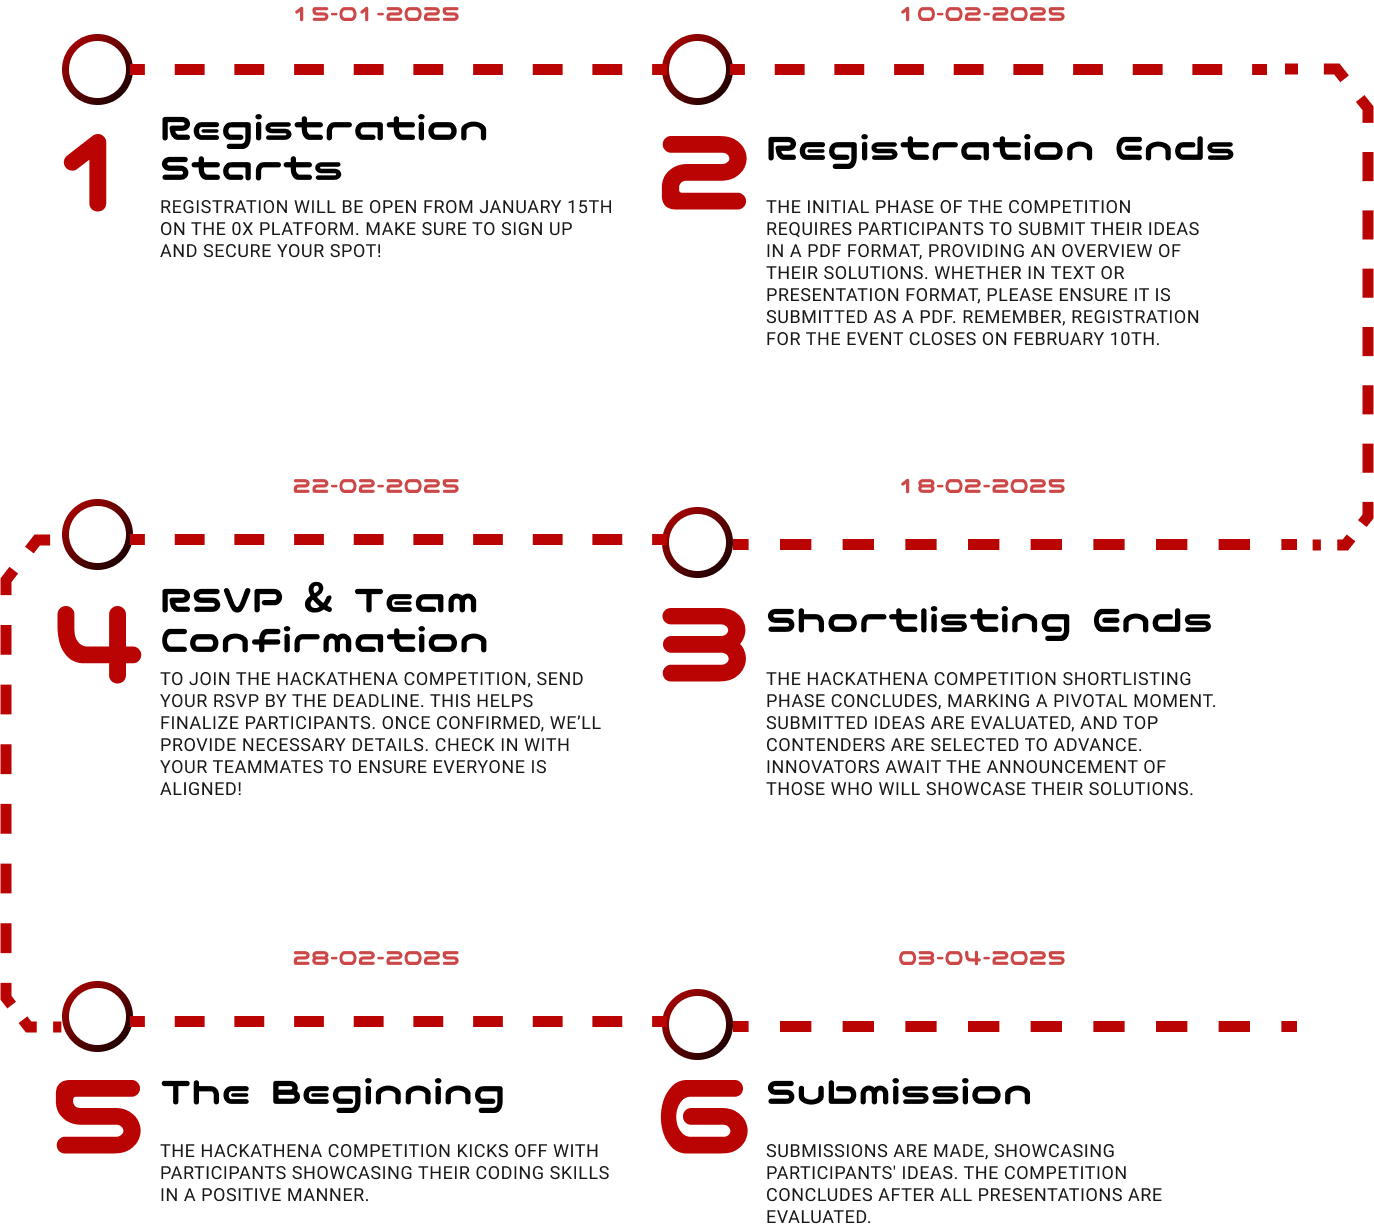 15-01-2025
1
Registration
Starts
REGISTRATION WILL BE OPEN FROM JANUARY 15TH
ON THE 0X PLATFORM. MAKE SURE TO SIGN UP
AND SECURE YOUR SPOT!
10-02-2025
2
Registration Ends
THE INITIAL PHASE OF THE COMPETITION
REQUIRES PARTICIPANTS TO SUBMIT THEIR IDEAS
IN A PDF FORMAT, PROVIDING AN OVERVIEW OF
THEIR SOLUTIONS. WHETHER IN TEXT OR
PRESENTATION FORMAT, PLEASE ENSURE IT IS
SUBMITTED AS A PDF. REMEMBER, REGISTRATION
FOR THE EVENT CLOSES ON FEBRUARY 10TH.
18-02-2025
3
Shortlisting Ends
THE HACKATHENA COMPETITION SHORTLISTING
PHASE CONCLUDES, MARKING A PIVOTAL MOMENT.
SUBMITTED IDEAS ARE EVALUATED, AND TOP
CONTENDERS ARE SELECTED TO ADVANCE.
INNOVATORS AWAIT THE ANNOUNCEMENT OF
THOSE WHO WILL SHOWCASE THEIR SOLUTIONS.
22-02-2025
4
RSVP & Team
Confirmation
TO JOIN THE HACKATHENA COMPETITION, SEND
YOUR RSVP BY THE DEADLINE. THIS HELPS
FINALIZE PARTICIPANTS. ONCE CONFIRMED, WE’LL
PROVIDE NECESSARY DETAILS. CHECK IN WITH
YOUR TEAMMATES TO ENSURE EVERYONE IS
ALIGNED!
28-02-2025
5
The Beginning
THE HACKATHENA COMPETITION KICKS OFF WITH
PARTICIPANTS SHOWCASING THEIR CODING SKILLS
IN A POSITIVE MANNER.
03-04-2025
6
Submission
SUBMISSIONS ARE MADE, SHOWCASING
PARTICIPANTS' IDEAS. THE COMPETITION
CONCLUDES AFTER ALL PRESENTATIONS ARE
EVALUATED.